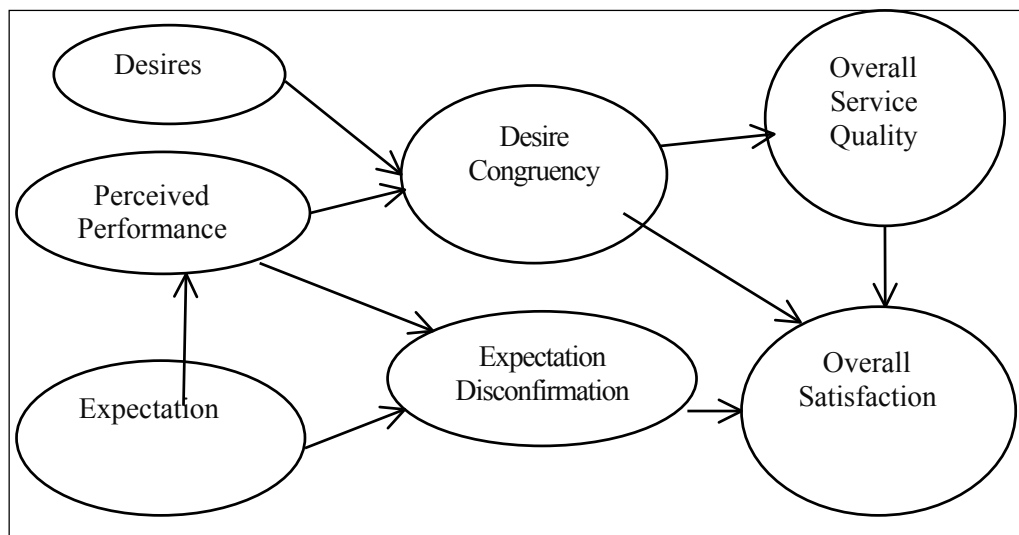 Desires
Perceived
Performance
Expectation
Desire
Congruency
Expectation
Disconfirmation
Overall
Service
Quality
Overall
Satisfaction